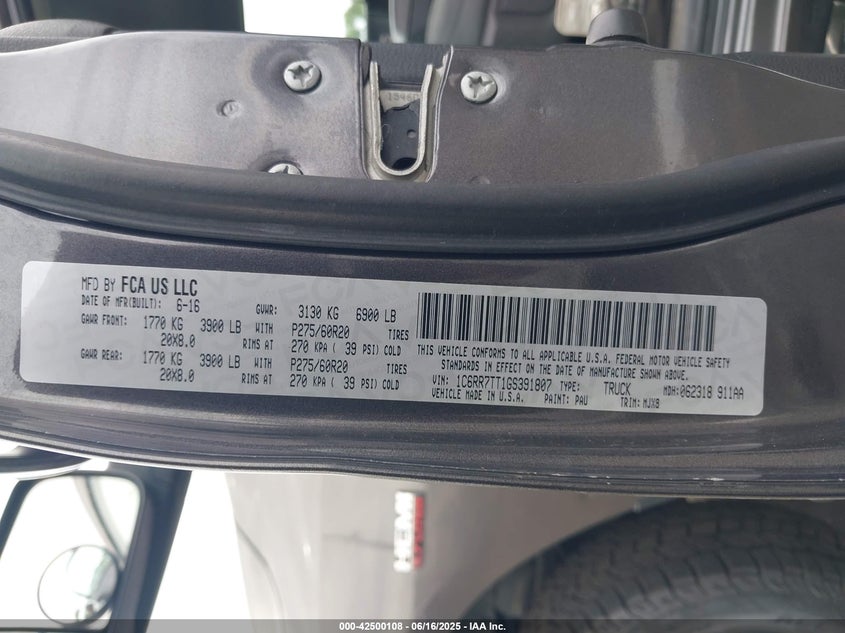 MFD BY FCA US LLC
DATE OF MFR(BUILT): 6-16 GVWR: 3130 KG 6900 LB
GAWR FRONT: 1770 KG 3900 LB WITH P275/60R20 TIRES
20X8.0 RIMS AT 270 KPA ( 39 PSI) COLD
GAWR REAR: 1770 KG 3900 LB WITH P275/60R20 TIRES
20X8.0 RIMS AT 270 KPA ( 39 PSI) COLD
THIS VEHICLE CONFORMS TO ALL APPLICABLE U.S.A. FEDERAL MOTOR VEHICLE SAFETY
STANDARDS IN EFFECT ON THE DATE OF MANUFACTURE SHOWN ABOVE.
VIN: 1C6RR7TT1GS391807 TYPE: TRUCK MDH:062318 911AA
VEHICLE MADE IN U.S.A. PAINT: PAU TRIM: MJX8
HEMI
000-42500108 - 06/16/2025 - IAA Inc.